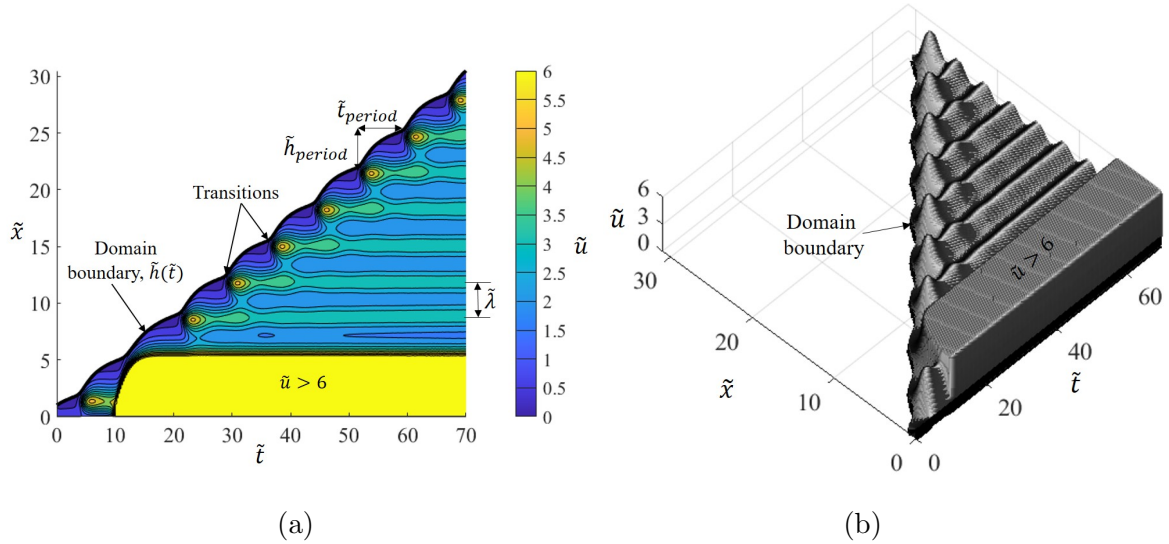 30
25
20
15
10
5
0
x̃
0
10
20
30
40
50
60
70
t̃
t̃period
h̃period
Transitions
Domain
boundary, h̃(t̃)
λ̃
ũ > 6
6
5.5
5
4.5
4
3.5
3
2.5
2
1.5
1
0.5
0
ũ
(a)
6
3
0
ũ
30
20
10
0
x̃
0
20
40
60
t̃
Domain
boundary
ũ > 6
(b)